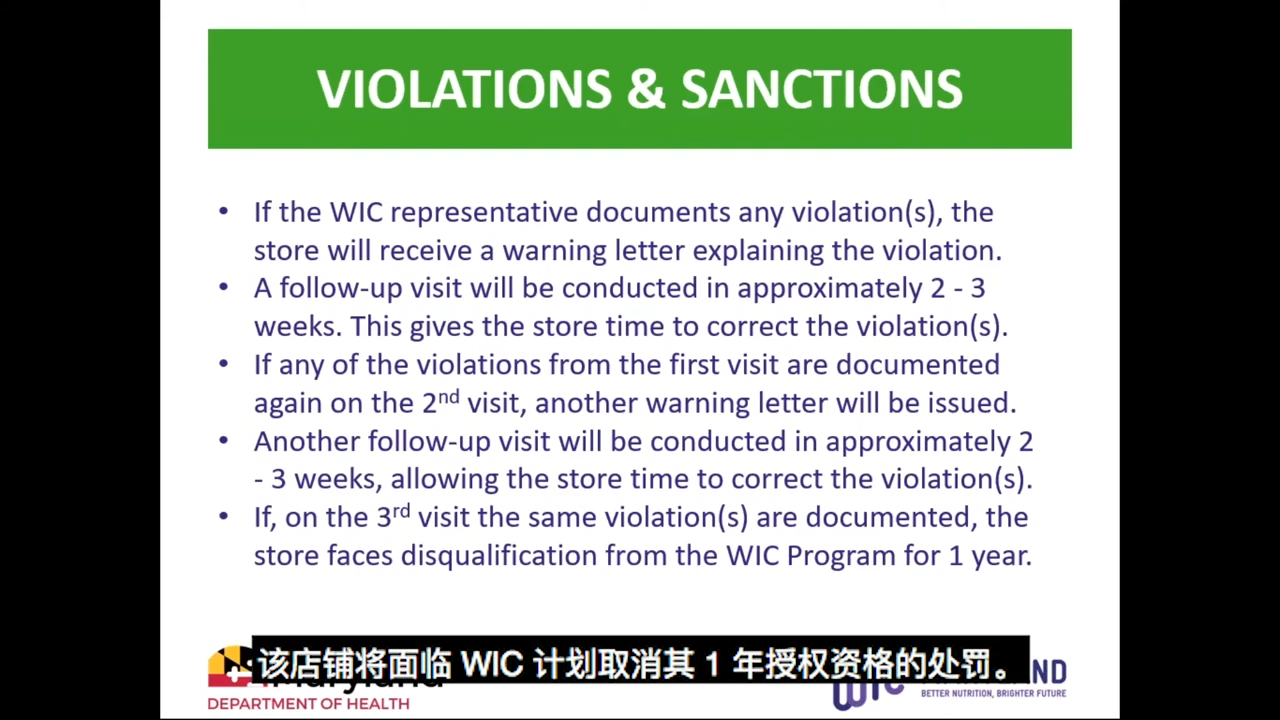 VIOLATIONS & SANCTIONS
• If the WIC representative documents any violation(s), the
store will receive a warning letter explaining the violation.
• A follow-up visit will be conducted in approximately 2 - 3
weeks. This gives the store time to correct the violation(s).
• If any of the violations from the first visit are documented
again on the 2nd visit, another warning letter will be issued.
• Another follow-up visit will be conducted in approximately 2
- 3 weeks, allowing the store time to correct the violation(s).
• If, on the 3rd visit the same violation(s) are documented, the
store faces disqualification from the WIC Program for 1 year.
该店铺将面临 WIC 计划取消其 1 年授权资格的处罚。
DEPARTMENT OF HEALTH
WIC
BETTER NUTRITION, BRIGHTER FUTURE